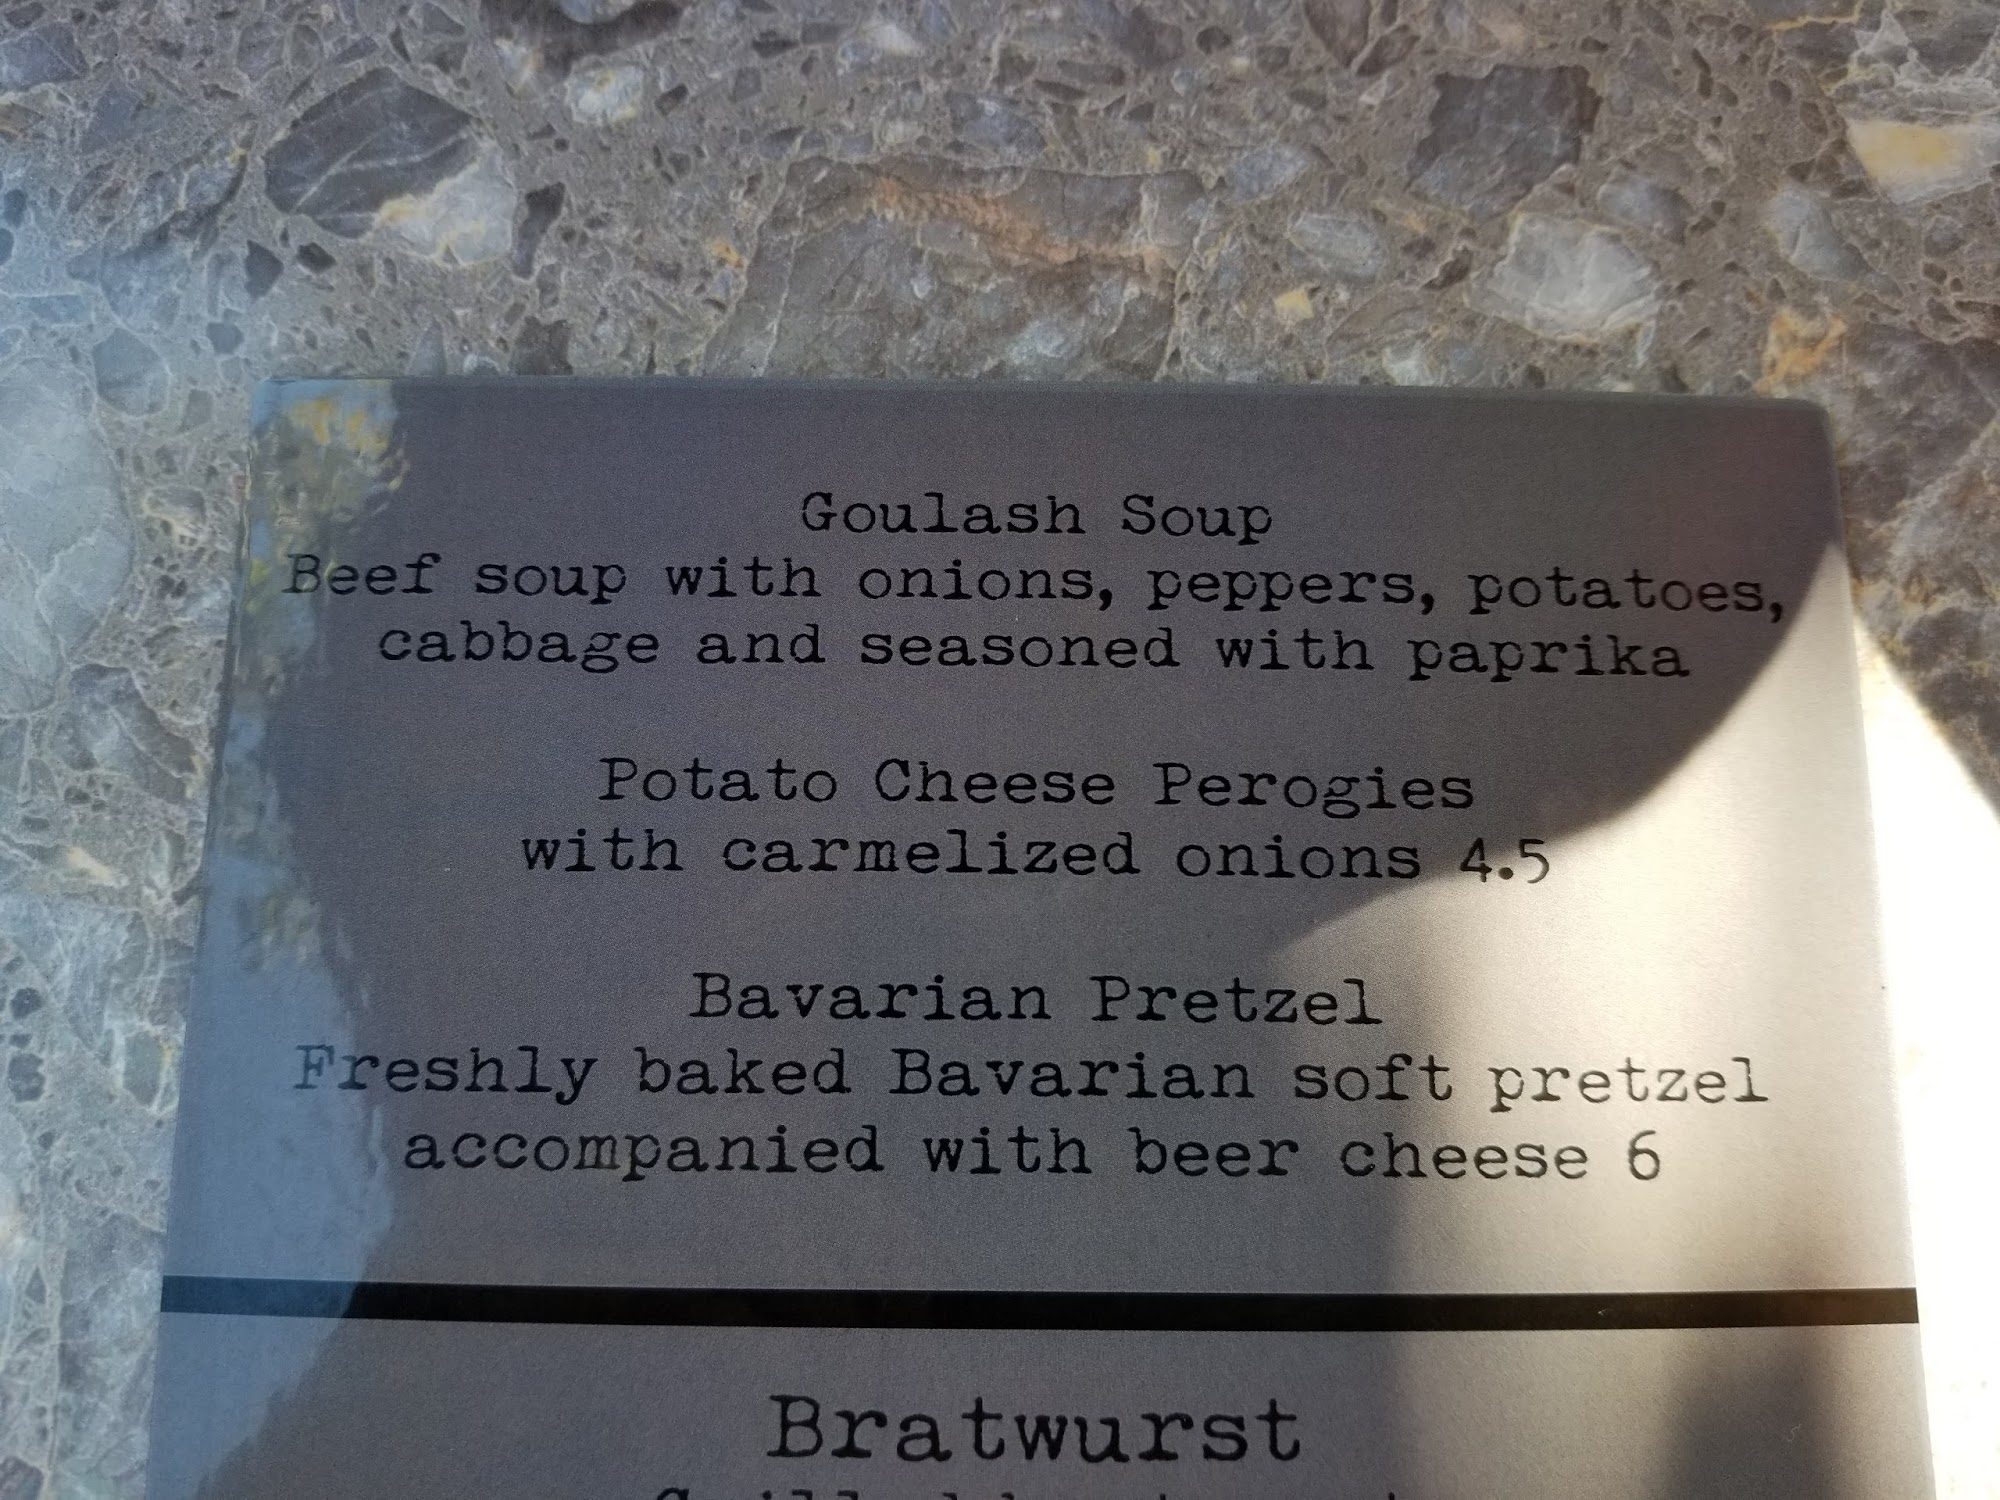 Goulash Soup
Beef soup with onions, peppers, potatoes,
cabbage and seasoned with paprika
Potato Cheese Perogies
with carmelized onions 4.5
Bavarian Pretzel
Freshly baked Bavarian soft pretzel
accompanied with beer cheese 6
Bratwurst